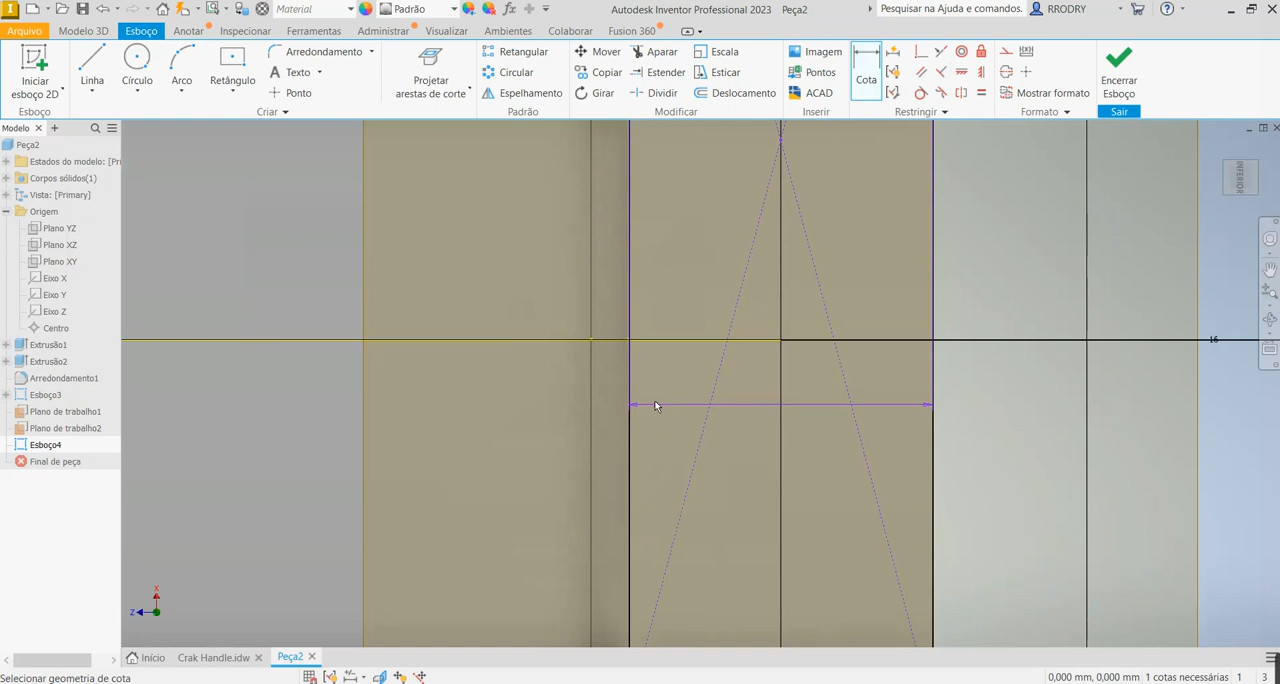 Material
Padrão
Autodesk Inventor Professional 2023 Peça2
Pesquisar na Ajuda e comandos.
RRODRY
Arquivo
Modelo 3D
Esboço
Anotar
Inspecionar
Ferramentas
Administrar
Visualizar
Ambientes
Colaborar
Fusion 360
Iniciar
esboço 2D
Linha
Círculo
Arco
Retângulo
Arredondamento
Texto
Ponto
Projetar
arestas de corte
Retangular
Circular
Espelhamento
Mover
Copiar
Girar
Aparar
Estender
Dividir
Escala
Esticar
Deslocamento
Imagem
Pontos
ACAD
Cota
Mostrar formato
Encerrar
Esboço
Esboço
Criar
Padrão
Modificar
Inserir
Restringir
Formato
Sair
Modelo
Peça2
Estados do modelo: [Pri
Corpos sólidos(1)
Vista: [Primary]
Origem
Plano YZ
Plano XZ
Plano XY
Eixo X
Eixo Y
Eixo Z
Centro
Extrusão1
Extrusão2
Arredondamento1
Esboço3
Plano de trabalho1
Plano de trabalho2
Esboço4
Final de peça
INFERIOR
16
X
Z
Início
Crak Handle.idw
Peça2
Selecionar geometria de cota
0,000 mm, 0,000 mm
1 cotas necessárias
1
3